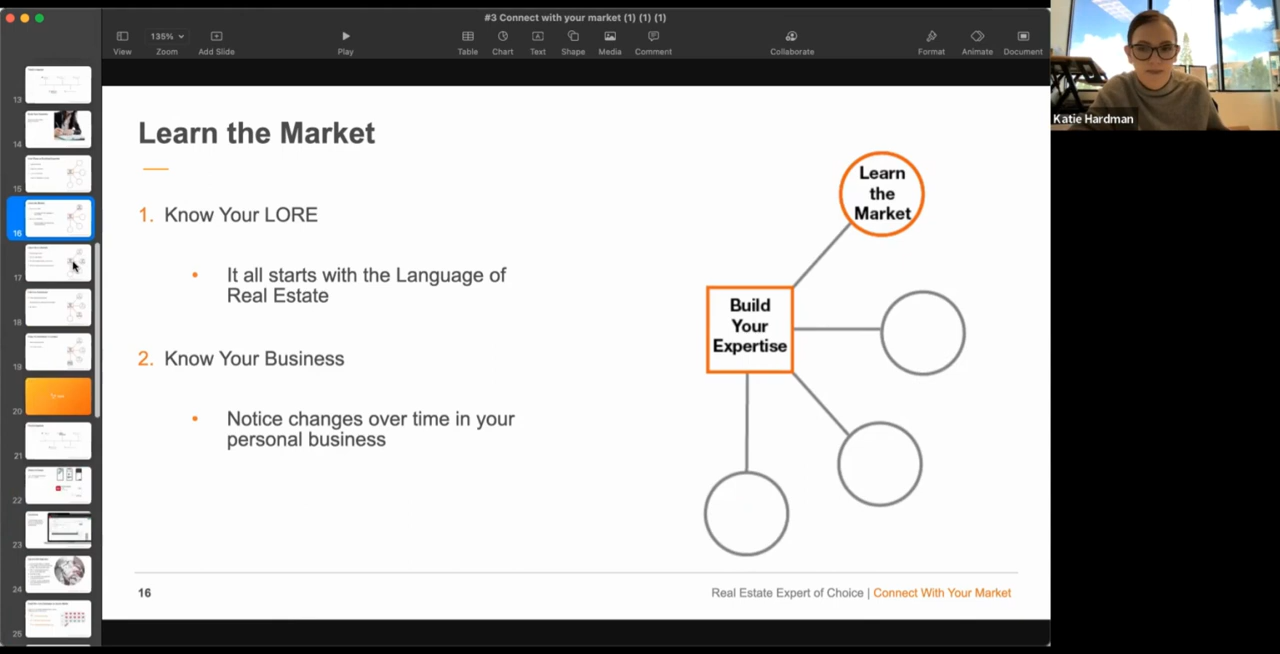 #3 Connect with your market (1) (1) (1)
135%
View
Zoom
Add Slide
Play
Table
Chart
Text
Shape
Media
Comment
Collaborate
Format
Animate
Document
Katie Hardman
13
14
15
16
17
18
19
20
21
22
23
24
25
Learn the Market
1. Know Your LORE
• It all starts with the Language of
Real Estate
2. Know Your Business
• Notice changes over time in your
personal business
Learn
the
Market
Build
Your
Expertise
16
Real Estate Expert of Choice | Connect With Your Market